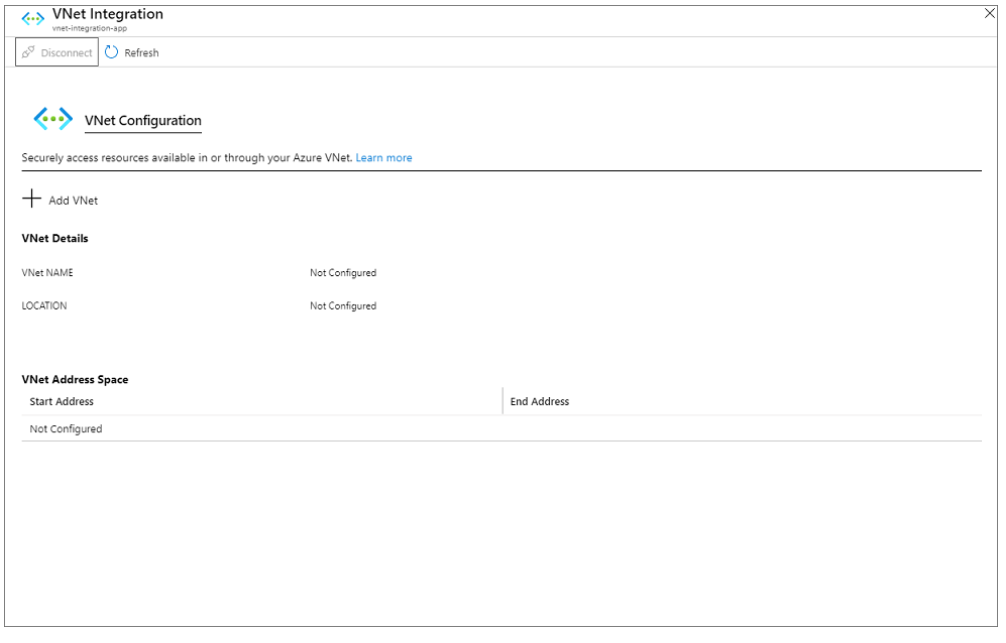 VNet Integration
vnet-integration-app
Disconnect Refresh
VNet Configuration
Securely access resources available in or through your Azure VNet. Learn more
Add VNet
VNet Details
VNet NAME Not Configured
LOCATION Not Configured
VNet Address Space
Start Address End Address
Not Configured